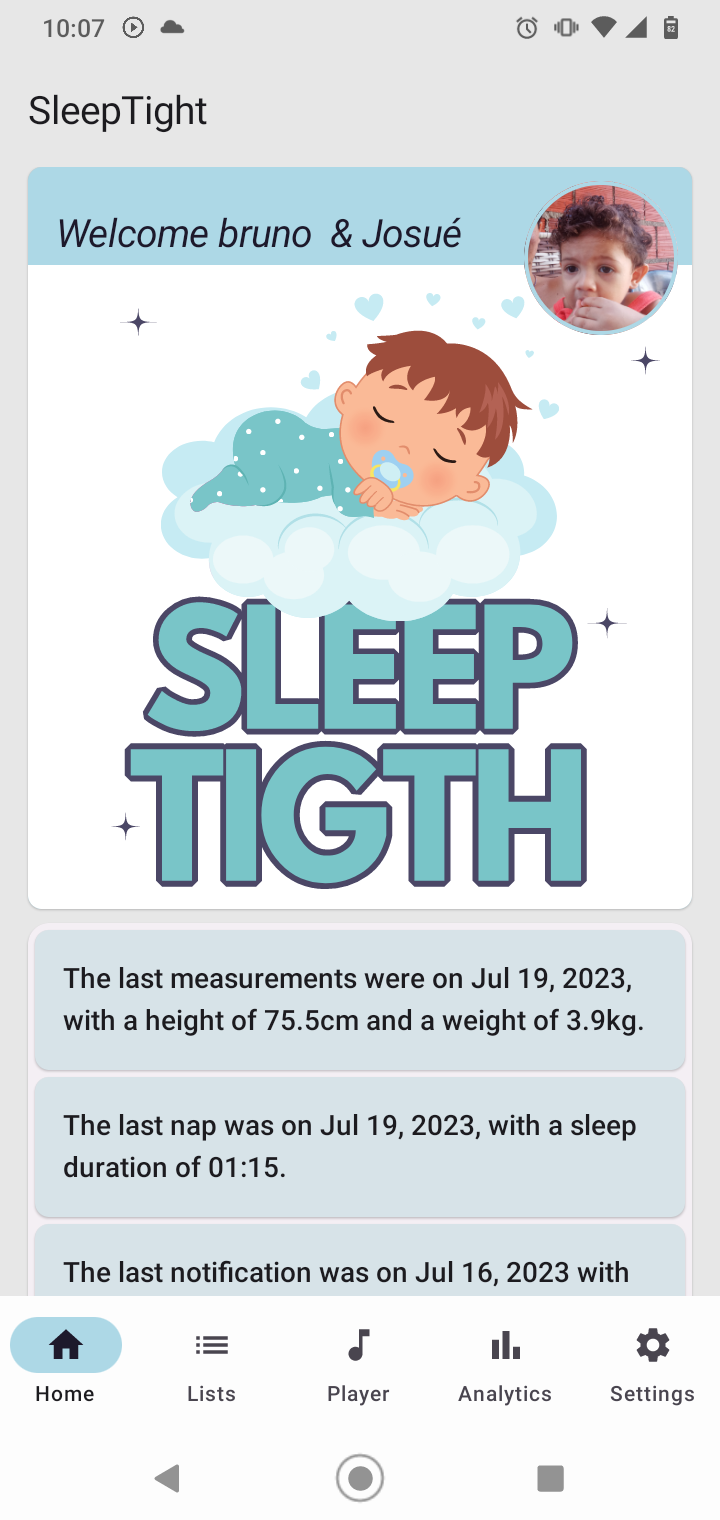 10:07
82
SleepTight
Welcome bruno & Josué
SLEEP
TIGTH
The last measurements were on Jul 19, 2023,
with a height of 75.5cm and a weight of 3.9kg.
The last nap was on Jul 19, 2023, with a sleep
duration of 01:15.
The last notification was on Jul 16, 2023 with
Home
Lists
Player
Analytics
Settings